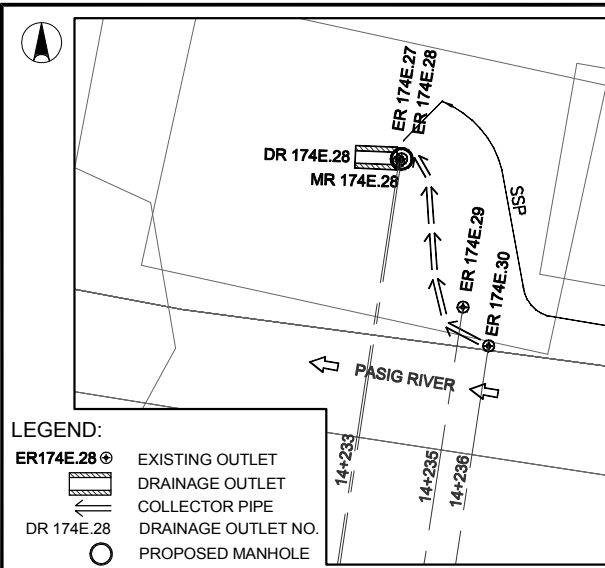 ER 174E.27
ER 174E.28
DR 174E.28
MR 174E.28
SSP
ER 174E.29
ER 174E.30
PASIG RIVER
14+233
14+235
14+236
LEGEND:
ER174E.28 EXISTING OUTLET
DRAINAGE OUTLET
COLLECTOR PIPE
DR 174E.28 DRAINAGE OUTLET NO.
PROPOSED MANHOLE